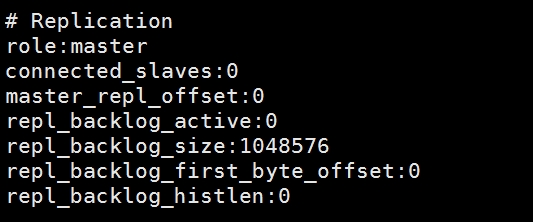 # Replication
role:master
connected_slaves:0
master_repl_offset:0
repl_backlog_active:0
repl_backlog_size:1048576
repl_backlog_first_byte_offset:0
repl_backlog_histlen:0